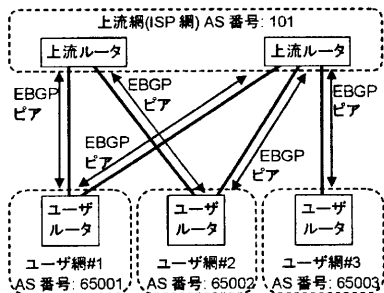 上流網(ISP 網) AS 番号: 101
上流ルータ
上流ルータ
EBGP
ピア
EBGP
ピア
EBGP
ピア
EBGP
ピア
EBGP
ピア
ユーザ
ルータ
ユーザ
ルータ
ユーザ
ルータ
ユーザ網#1
AS 番号: 65001
ユーザ網#2
AS 番号: 65002
ユーザ網#3
AS 番号: 65003